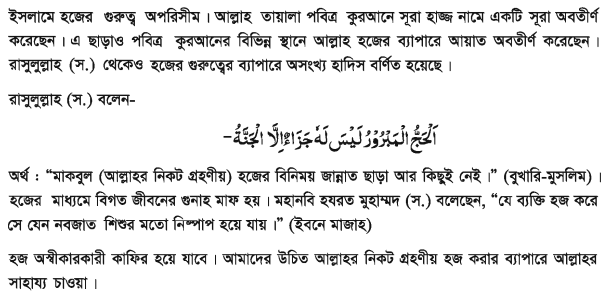 ইসলামে হজের গুরুত্ব অপরিসীম। আল্লাহ তায়ালা পবিত্র কুরআনে সূরা হাজ্জ নামে একটি সূরা অবতীর্ণ
করেছেন। এ ছাড়াও পবিত্র কুরআনের বিভিন্ন স্থানে আল্লাহ হজের ব্যাপারে আয়াত অবতীর্ণ করেছেন।
রাসুলুল্লাহ (স.) থেকেও হজের গুরুত্বের ব্যাপারে অসংখ্য হাদিস বর্ণিত হয়েছে।
রাসুলুল্লাহ (স.) বলেন-
اَلْحَجُّ الْمَبْرُوْرُ لَيْسَ لَهٗ جَزَاءٌ اِلَّا الْجَنَّةُ-
অর্থ : “মাকবুল (আল্লাহর নিকট গ্রহণীয়) হজের বিনিময় জান্নাত ছাড়া আর কিছুই নেই।” (বুখারি-মুসলিম)।
হজের মাধ্যমে বিগত জীবনের গুনাহ মাফ হয়। মহানবি হযরত মুহাম্মদ (স.) বলেছেন, “যে ব্যক্তি হজ করে
সে যেন নবজাত শিশুর মতো নিষ্পাপ হয়ে যায়।” (ইবনে মাজাহ)
হজ অস্বীকারকারী কাফির হয়ে যাবে। আমাদের উচিত আল্লাহর নিকট গ্রহণীয় হজ করার ব্যাপারে আল্লাহর
সাহায্য চাওয়া।